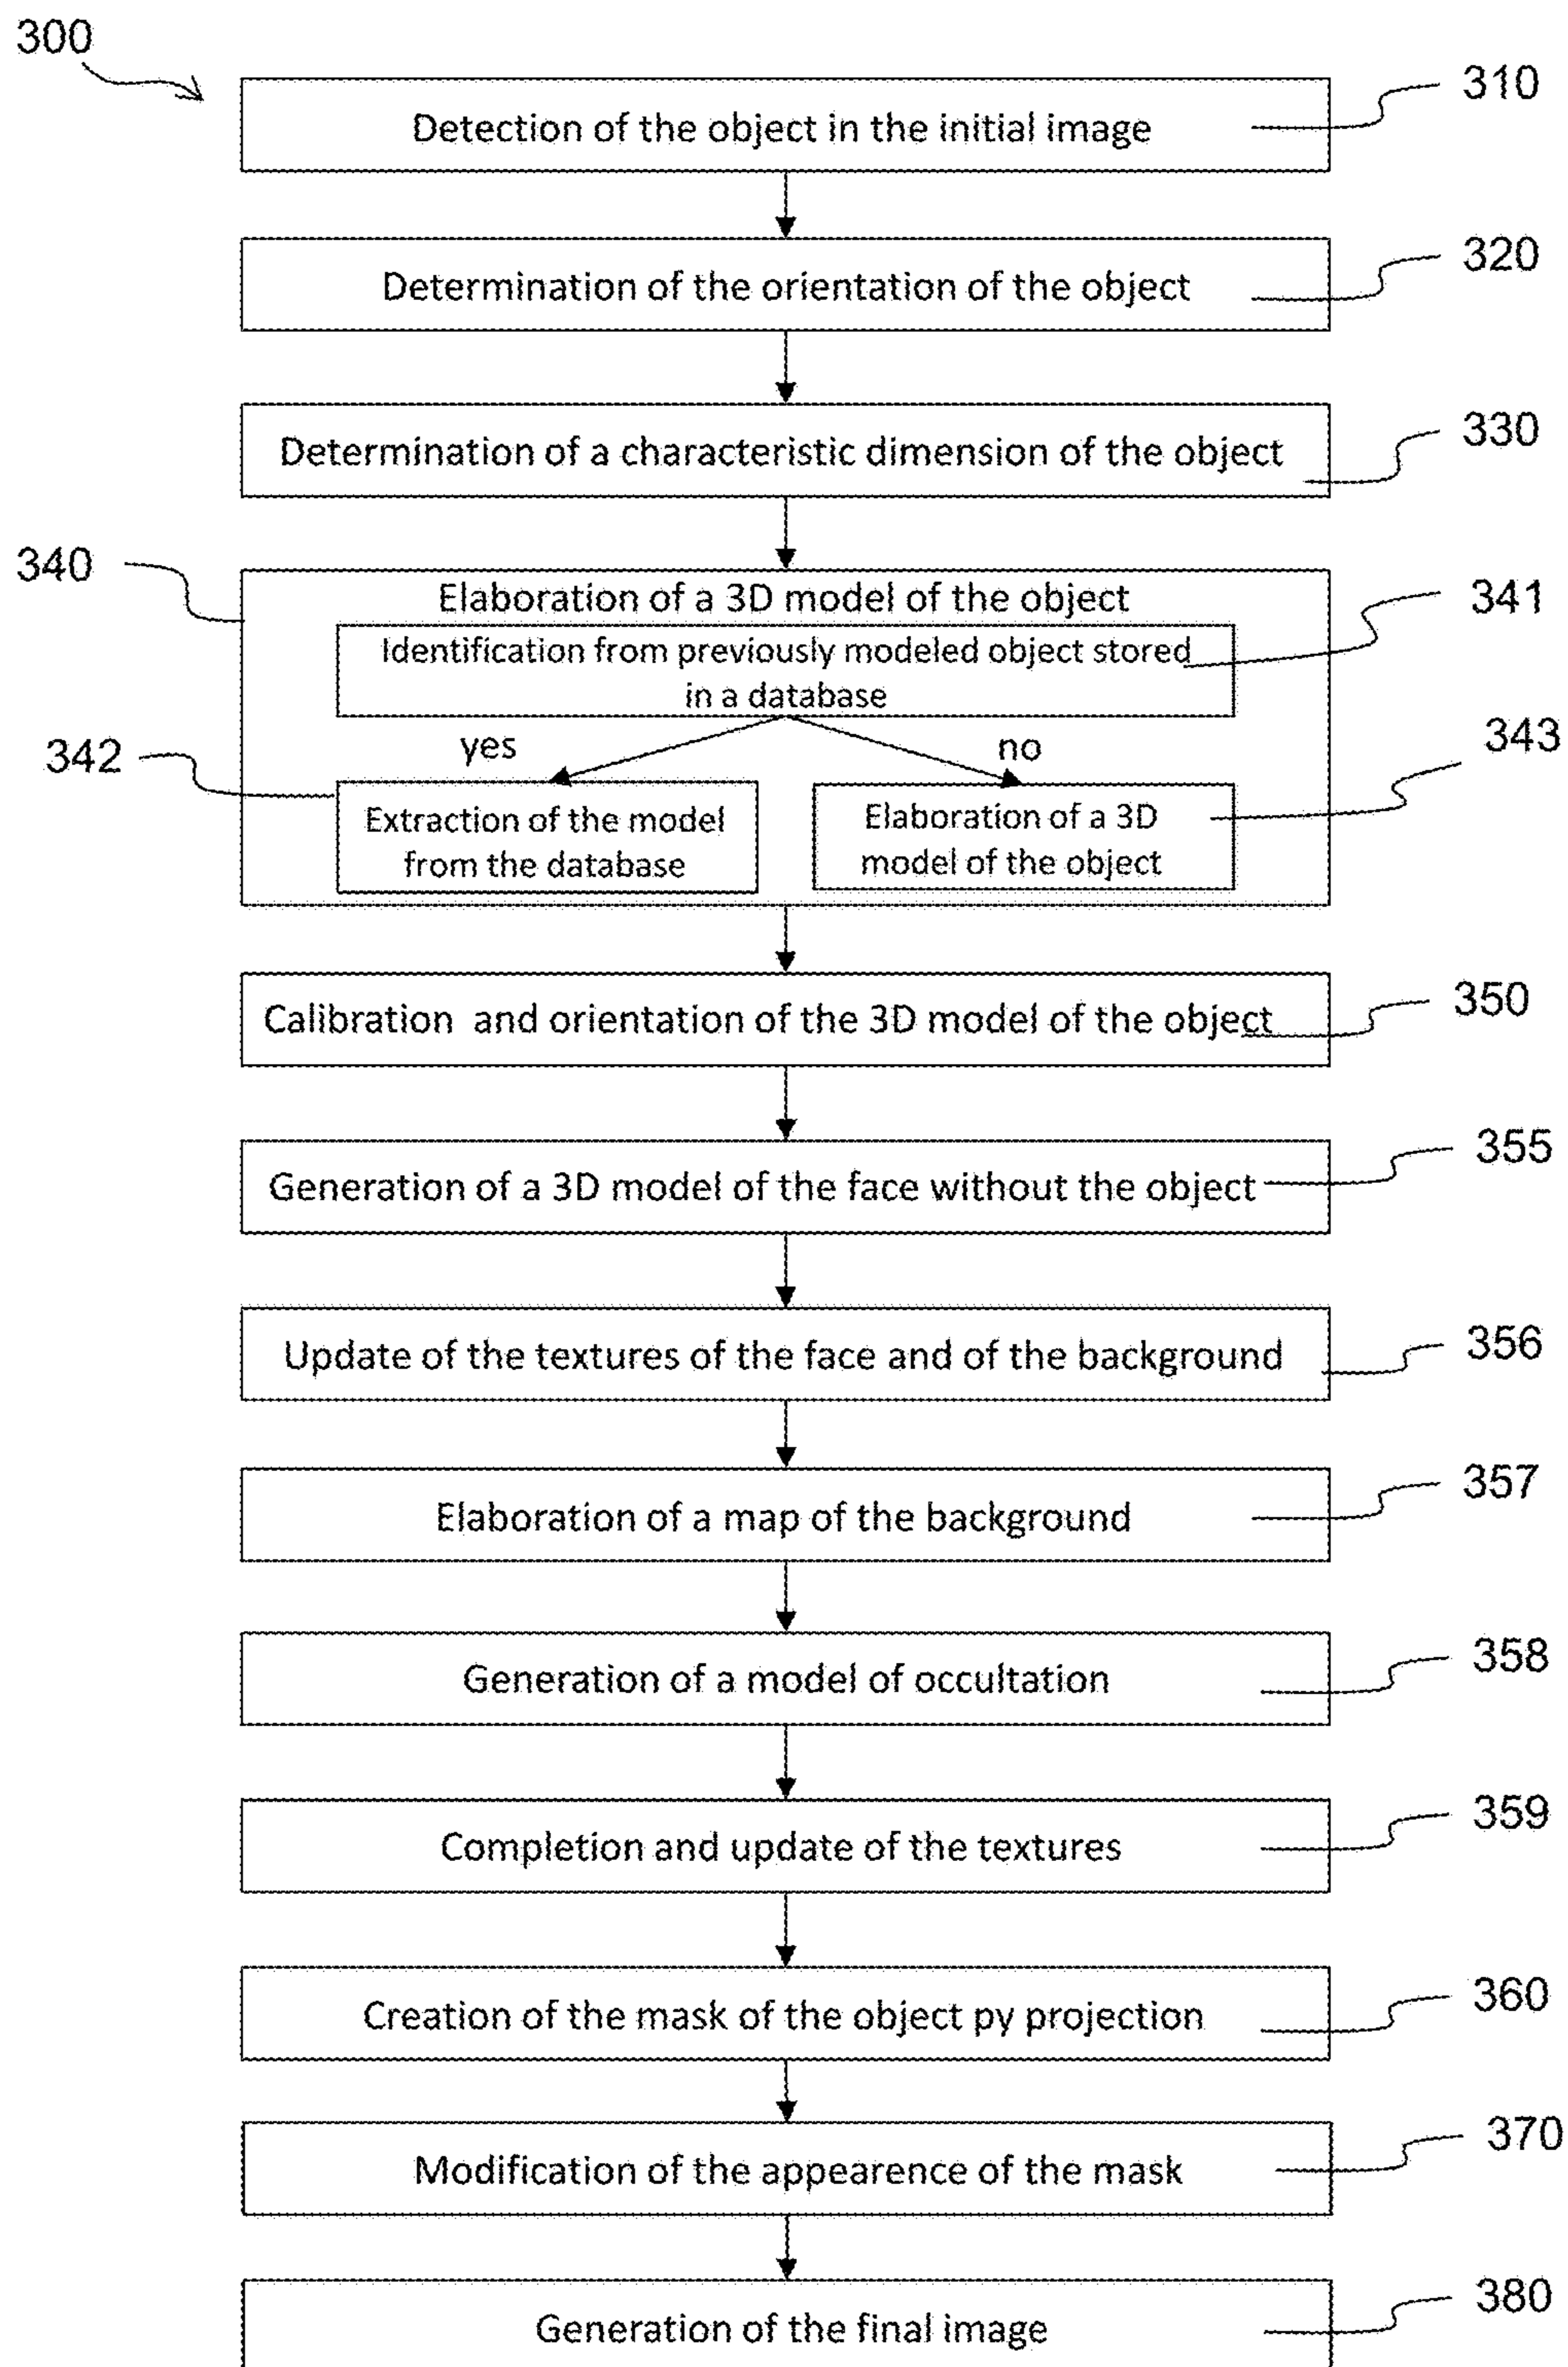 300
310
Detection of the object in the initial image
320
Determination of the orientation of the object
330
Determination of a characteristic dimension of the object
340
Elaboration of a 3D model of the object
341
Identification from previously modeled object stored
in a database
yes
no
342
343
Extraction of the model
from the database
Elaboration of a 3D
model of the object
350
Calibration and orientation of the 3D model of the object
355
Generation of a 3D model of the face without the object
356
Update of the textures of the face and of the background
357
Elaboration of a map of the background
358
Generation of a model of occultation
359
Completion and update of the textures
360
Creation of the mask of the object py projection
370
Modification of the appearence of the mask
380
Generation of the final image